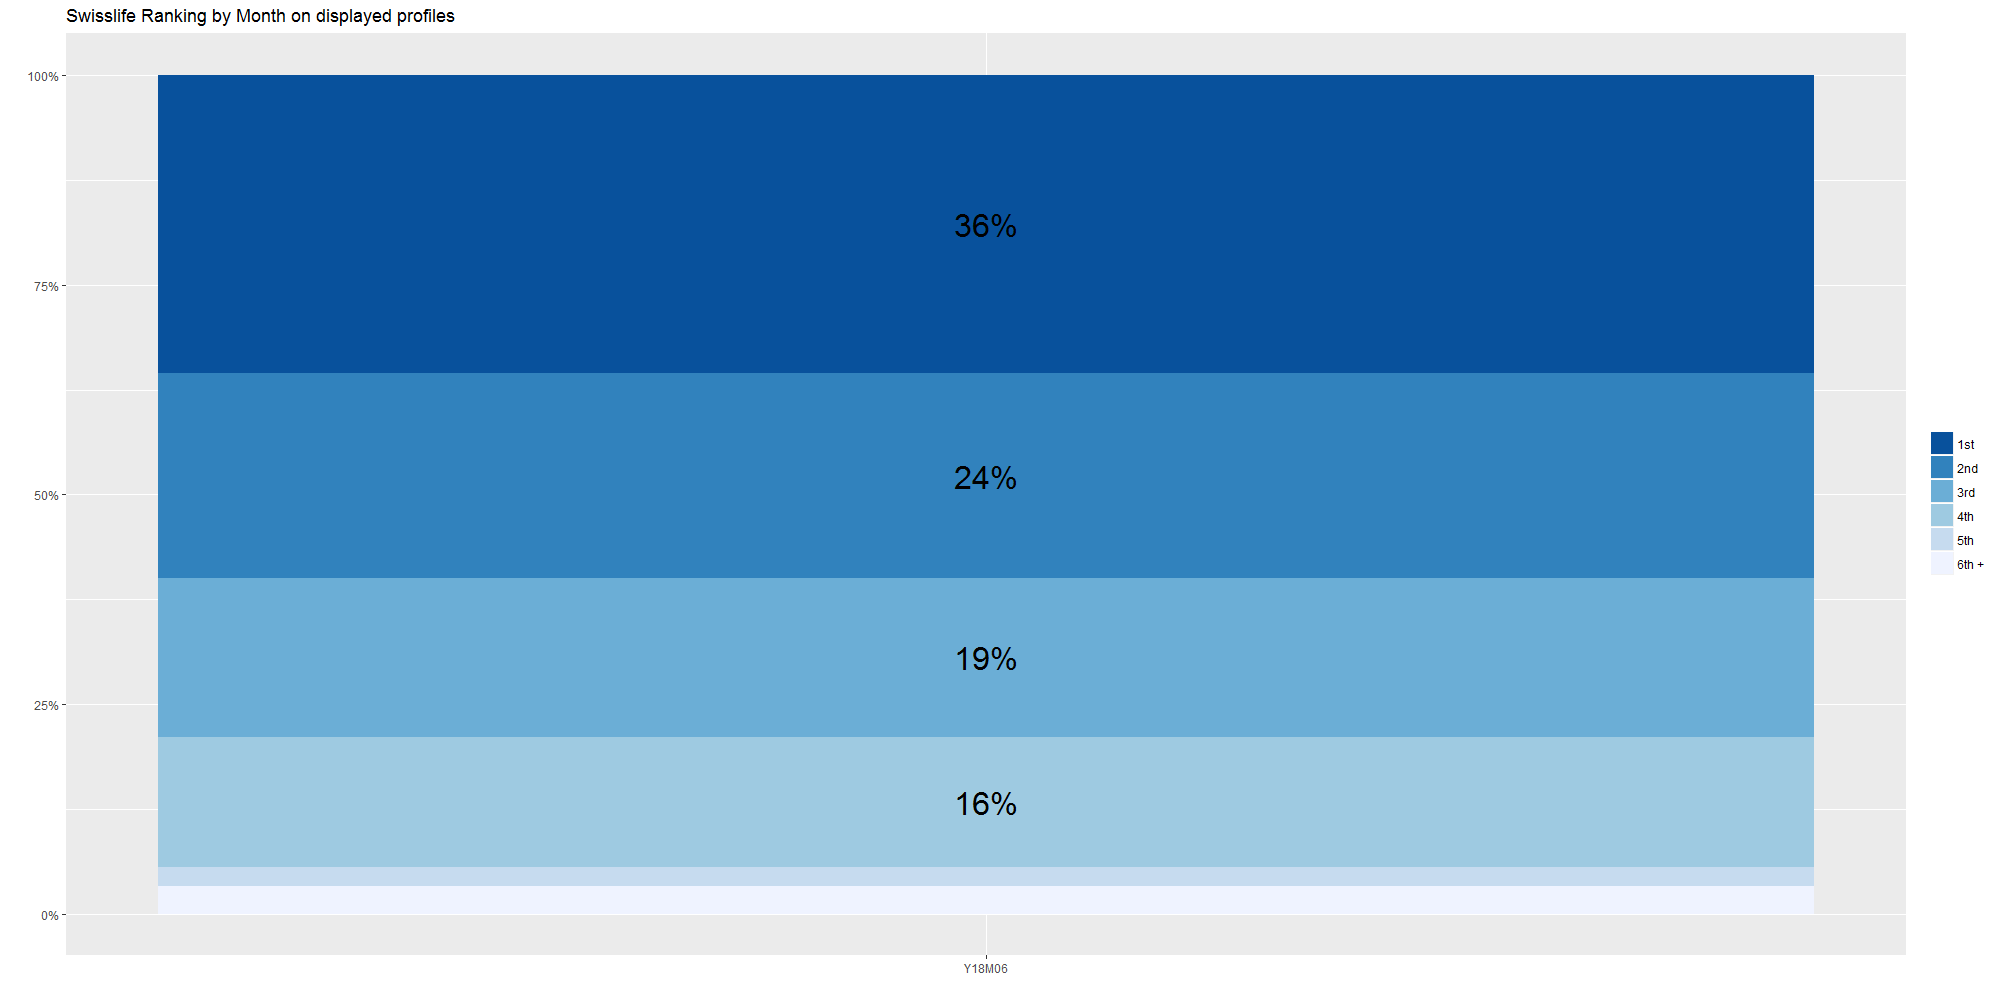 Swisslife Ranking by Month on displayed profiles
100%
36%
75%
1st
24%
2nd
50%
3rd
4th
5th
6th +
19%
25%
16%
0%
Y18M06